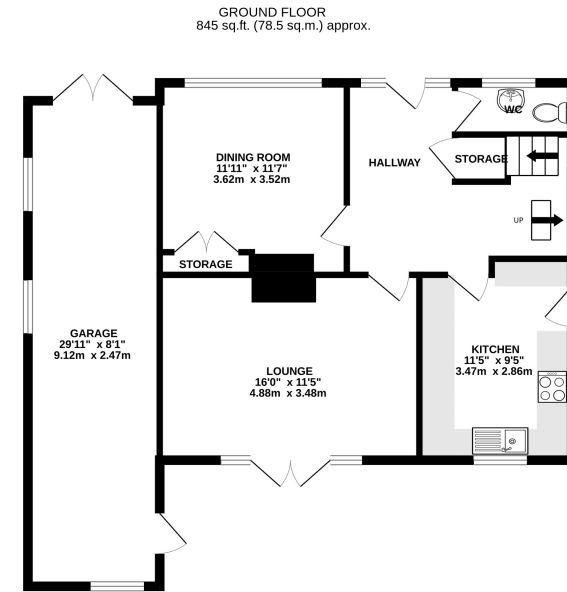 GROUND FLOOR
845 sq.ft. (78.5 sq.m.) approx.
WC
DINING ROOM
11'11" x 11'7"
3.62m x 3.52m
HALLWAY
STORAGE
UP
STORAGE
GARAGE
29'11" x 8'1"
9.12m x 2.47m
LOUNGE
16'0" x 11'5"
4.88m x 3.48m
KITCHEN
11'5" x 9'5"
3.47m x 2.86m